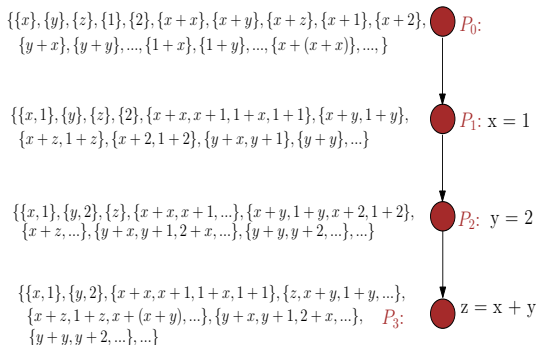 {{x},{y},{z},{1},{2},{x+x},{x+y},{x+z},{x+1},{x+2},
{y+x},{y+y},...,{1+x},{1+y},...,{x+(x+x)},...,}
P₀:
{{x,1},{y},{z},{2},{x+x,x+1,1+x,1+1},{x+y,1+y},
{x+z,1+z},{x+2,1+2},{y+x,y+1},{y+y},...}
P₁: x = 1
{{x,1},{y,2},{z},{x+x,x+1,...},{x+y,1+y,x+2,1+2},
{x+z,...},{y+x,y+1,2+x,...},{y+y,y+2,...},...}
P₂: y = 2
{{x,1},{y,2},{x+x,x+1,1+x,1+1},{z,x+y,1+y,...},
{x+z,1+z,x+(x+y),...},{y+x,y+1,2+x,...},
{y+y,y+2,...},...}
P₃: z = x + y